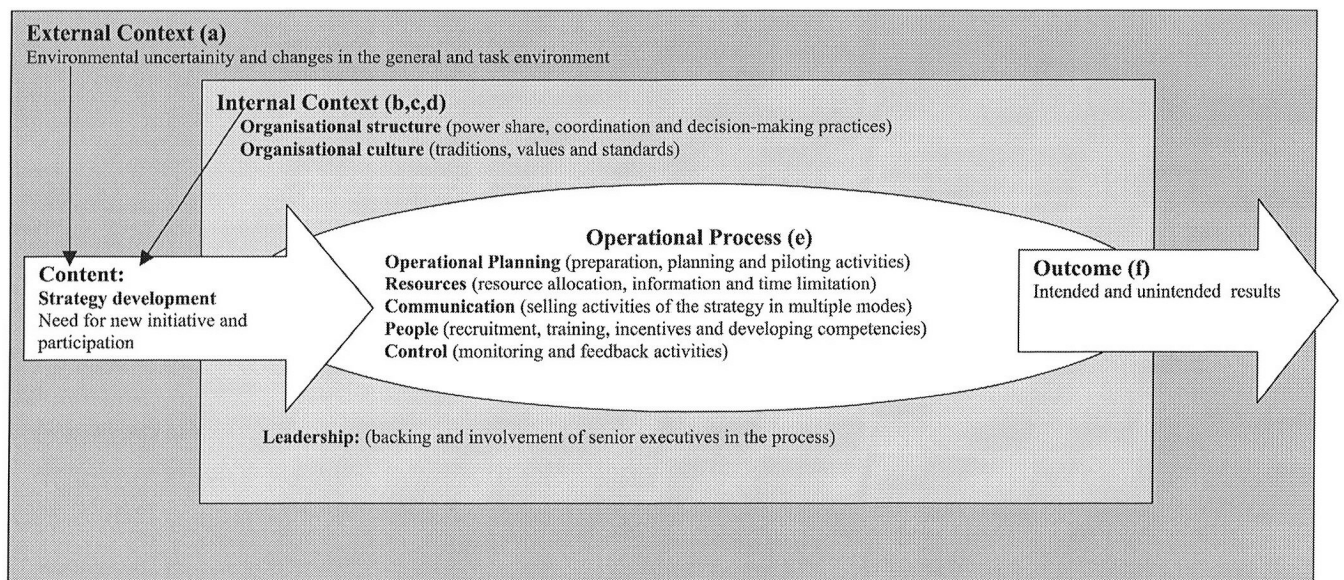 External Context (a)
Environmental uncertainity and changes in the general and task environment
Internal Context (b,c,d)
Organisational structure (power share, coordination and decision-making practices)
Organisational culture (traditions, values and standards)
Content:
Strategy development
Need for new initiative and
participation
Operational Process (e)
Operational Planning (preparation, planning and piloting activities)
Resources (resource allocation, information and time limitation)
Communication (selling activities of the strategy in multiple modes)
People (recruitment, training, incentives and developing competencies)
Control (monitoring and feedback activities)
Outcome (f)
Intended and unintended results
Leadership: (backing and involvement of senior executives in the process)